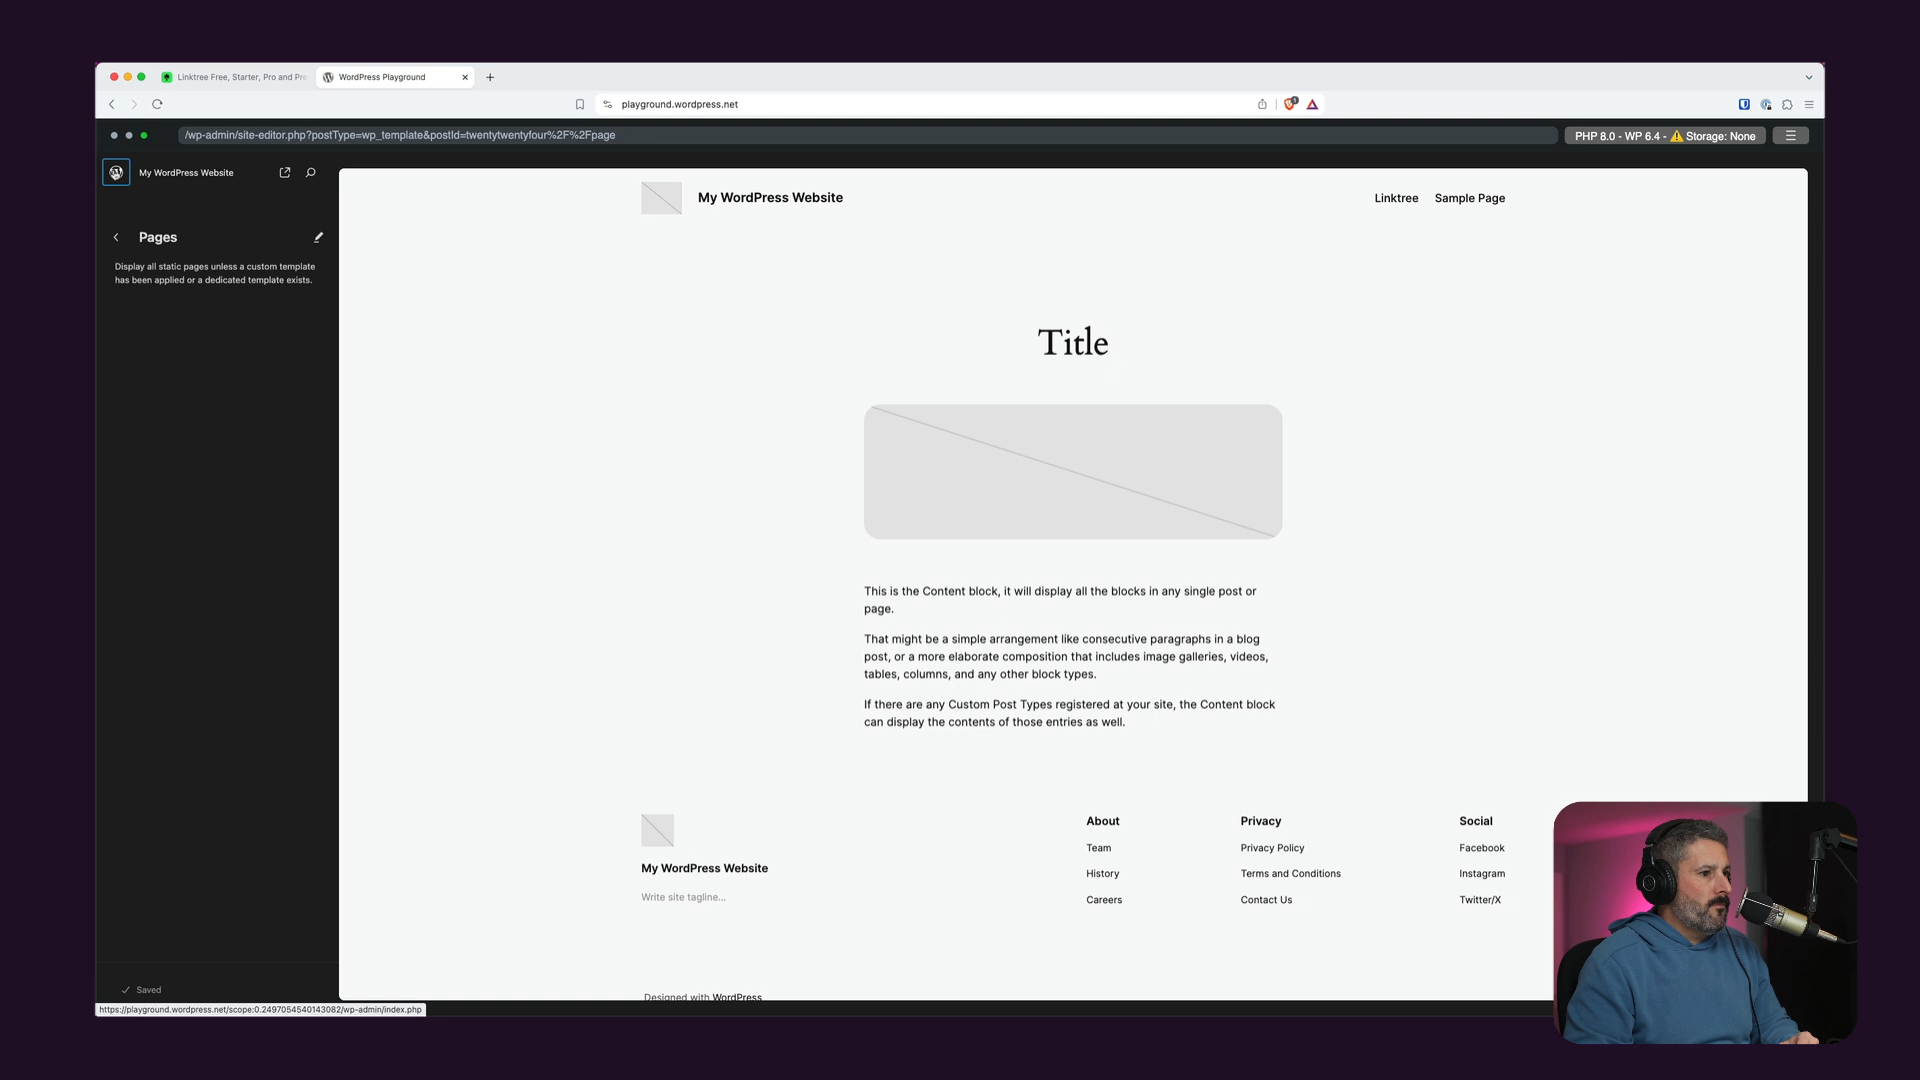 Linktree Free, Starter, Pro and Pre
WordPress Playground
playground.wordpress.net
/wp-admin/site-editor.php?postType=wp_template&postId=twentytwentyfour%2F%2Fpage
PHP 8.0 - WP 6.4 - ⚠️ Storage: None
My WordPress Website
Pages
Display all static pages unless a custom template
has been applied or a dedicated template exists.
My WordPress Website
Linktree
Sample Page
Title
This is the Content block, it will display all the blocks in any single post or
page.
That might be a simple arrangement like consecutive paragraphs in a blog
post, or a more elaborate composition that includes image galleries, videos,
tables, columns, and any other block types.
If there are any Custom Post Types registered at your site, the Content block
can display the contents of those entries as well.
My WordPress Website
Write site tagline...
About
Team
History
Careers
Privacy
Privacy Policy
Terms and Conditions
Contact Us
Social
Facebook
Instagram
Twitter/X
Designed with WordPress
Saved
https://playground.wordpress.net/scope:0.2497054540143082/wp-admin/index.php